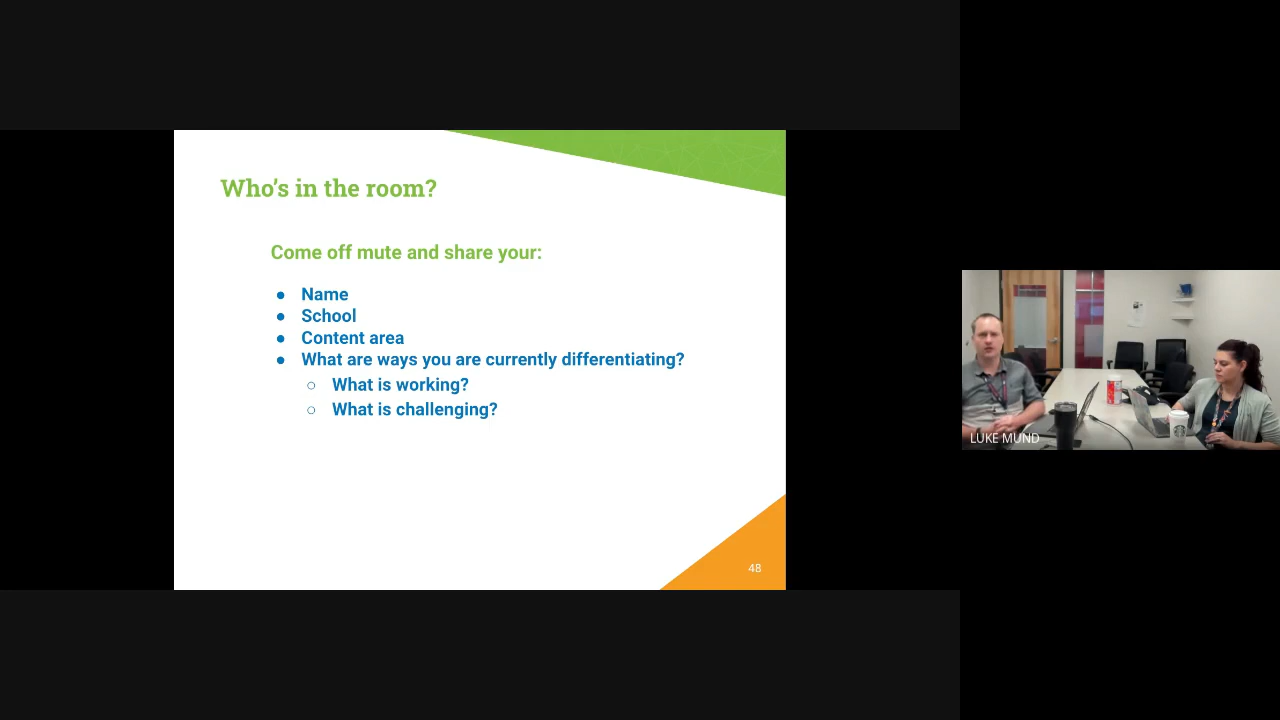 Who's in the room?
Come off mute and share your:
● Name
● School
● Content area
● What are ways you are currently differentiating?
○ What is working?
○ What is challenging?
48
LUKE MUND